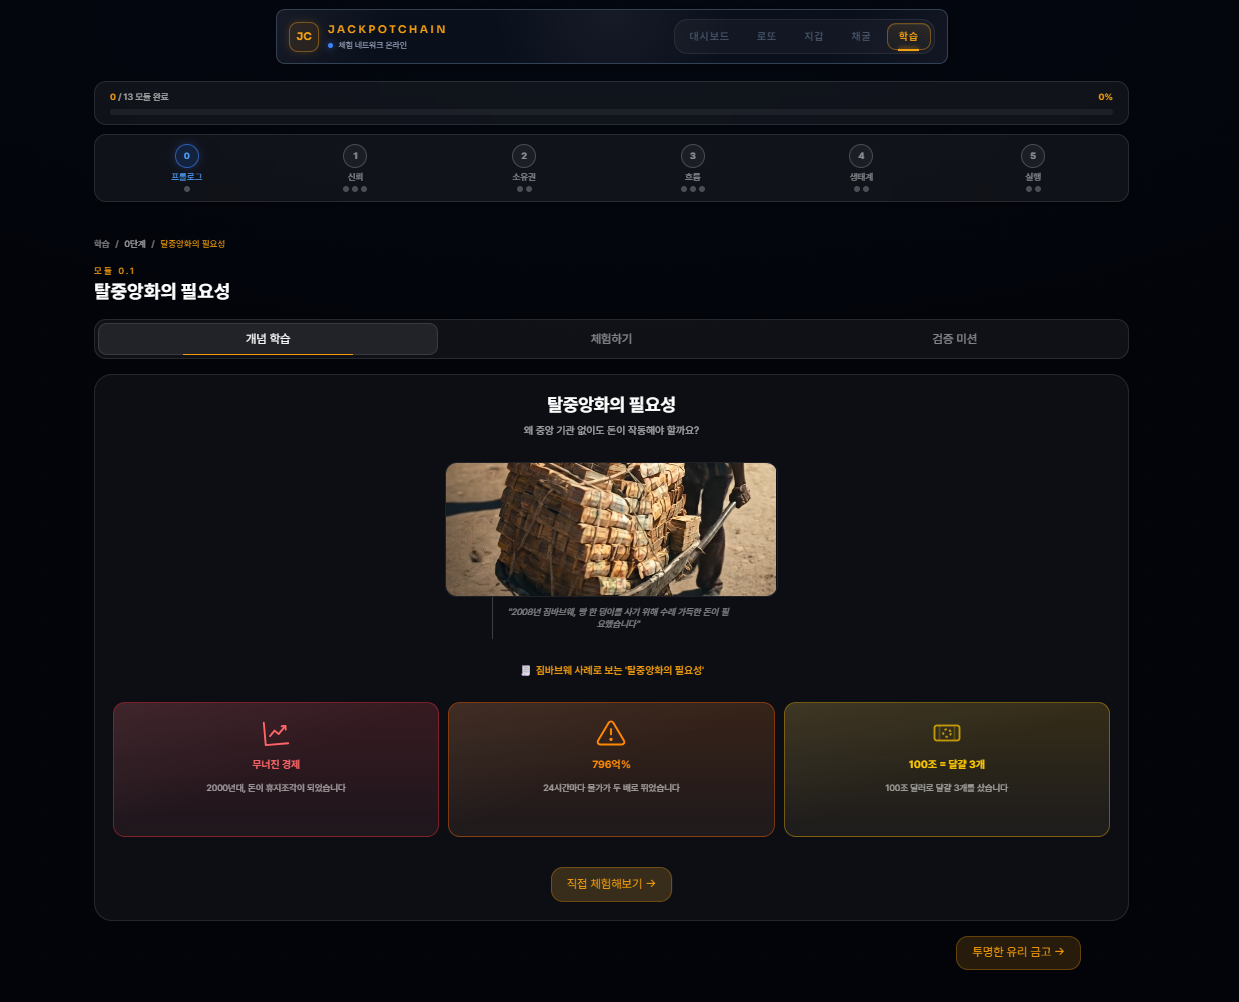 JC
JACKPOTCHAIN
체험 네트워크 온라인
대시보드
로또
지갑
채굴
학습
0 / 13 모듈 완료
0%
0
프롤로그
1
신뢰
2
소유권
3
흐름
4
생태계
5
실행
학습 / 0단계 / 탈중앙화의 필요성
모듈 0.1
탈중앙화의 필요성
개념 학습
체험하기
검증 미션
탈중앙화의 필요성
왜 중앙 기관 없이도 돈이 작동해야 할까요?
"2008년 짐바브웨, 빵 한 덩이를 사기 위해 수레 가득한 돈이 필
요했습니다"
짐바브웨 사례로 보는 '탈중앙화의 필요성'
무너진 경제
2000년대, 돈이 휴지조각이 되었습니다
796억%
24시간마다 물가가 두 배로 뛰었습니다
100조 = 달걀 3개
100조 달러로 달걀 3개를 샀습니다
직접 체험해보기 →
투명한 유리 금고 →